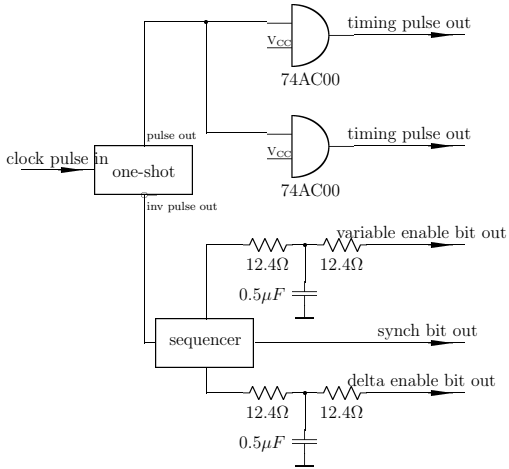 timing pulse out
V_CC
74AC00
pulse out
timing pulse out
V_CC
74AC00
clock pulse in
one-shot
inv pulse out
variable enable bit out
12.4Ω 12.4Ω
0.5μF
synch bit out
sequencer
delta enable bit out
12.4Ω 12.4Ω
0.5μF